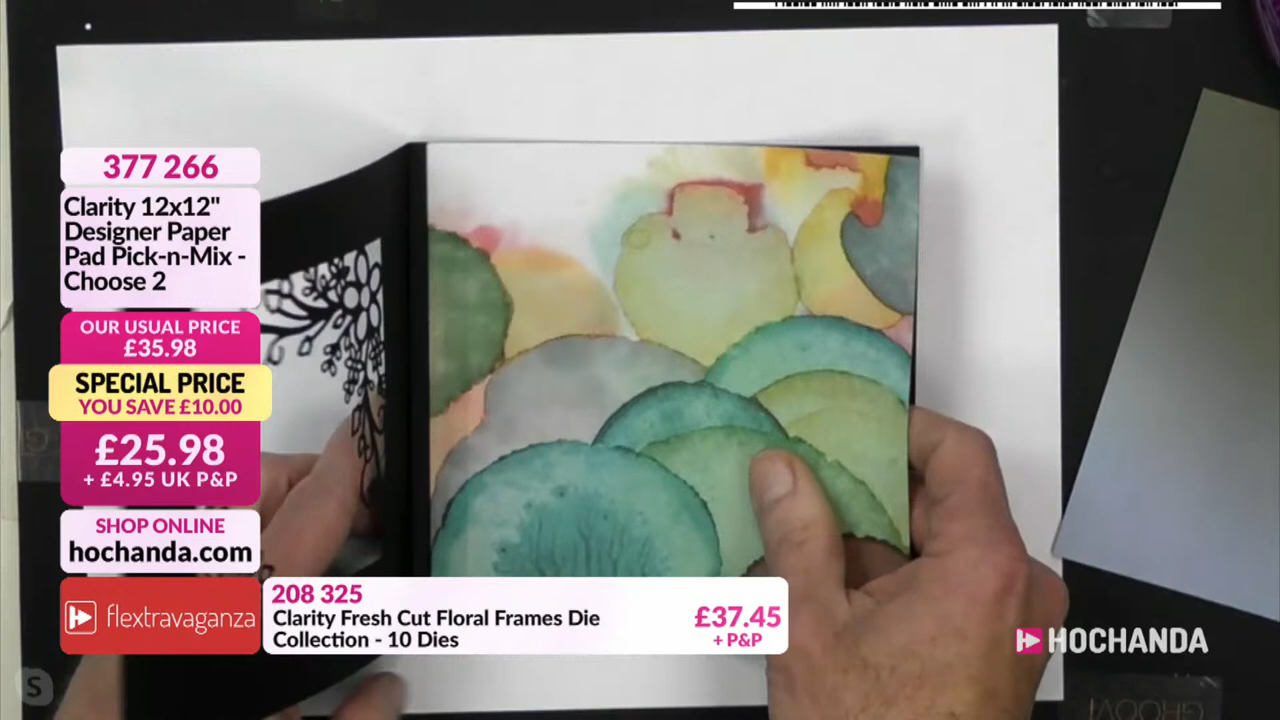 377 266
Clarity 12x12"
Designer Paper
Pad Pick-n-Mix -
Choose 2
OUR USUAL PRICE
£35.98
SPECIAL PRICE
YOU SAVE £10.00
£25.98
+ £4.95 UK P&P
SHOP ONLINE
hochanda.com
flextravaganza
208 325
Clarity Fresh Cut Floral Frames Die
Collection - 10 Dies
£37.45
+ P&P
HOCHANDA
S